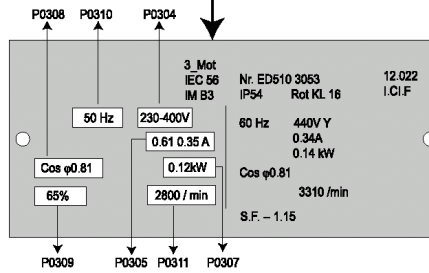 P0308 P0310 P0304
3_Mot
IEC 56
IM B3
Nr. ED510 3053
IP54 Rot KL 16
12.022
I.Cl.F
50 Hz
230-400V
60 Hz 440V Y
0.61 0.35 A
0.34A
0.14 kW
Cos φ0.81
0.12kW
Cos φ0.81
65%
2800 / min
3310 /min
S.F. – 1.15
P0309 P0305 P0311 P0307